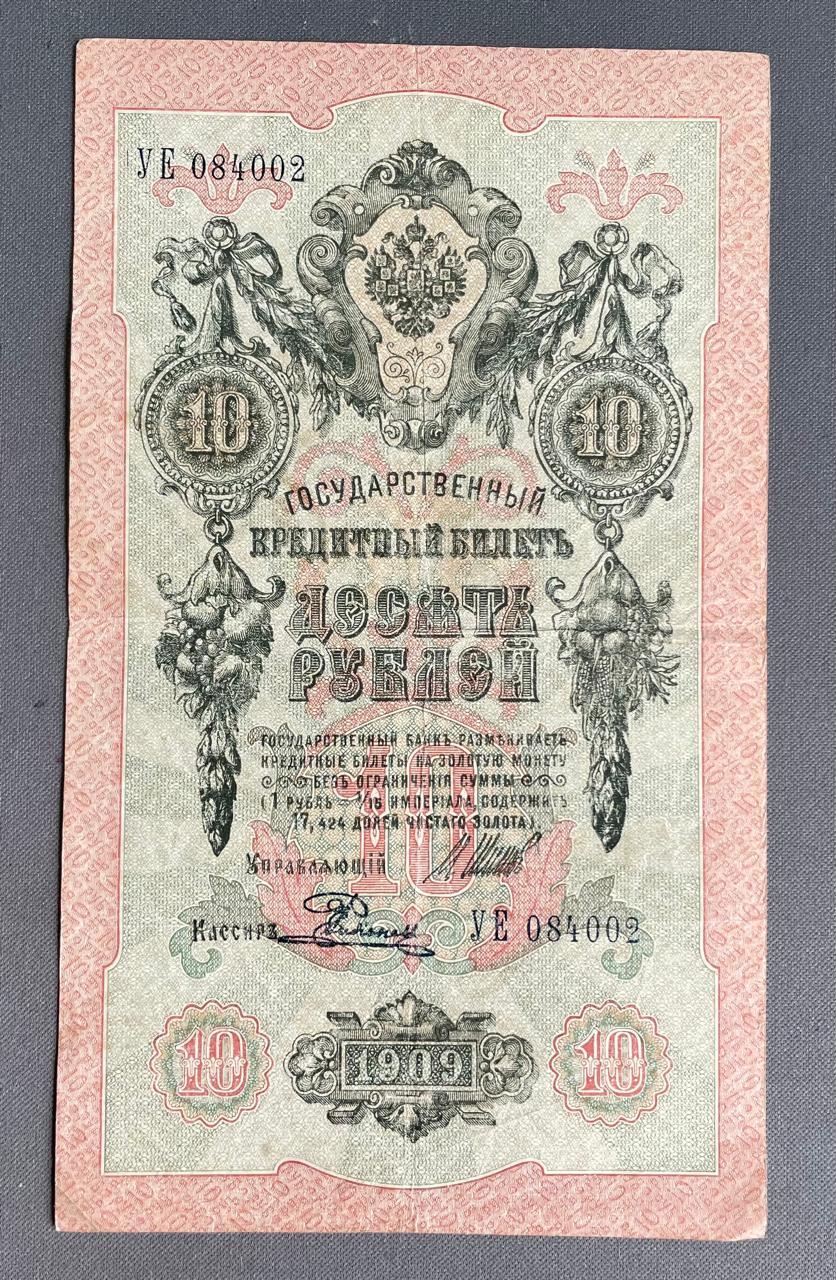 УЕ 084002
10 10
ГОСУДАРСТВЕННЫЙ
КРЕДИТНЫЙ БИЛЕТЪ
ДЕСЯТЬ
РУБЛЕЙ
10
ГОСУДАРСТВЕННЫЙ БАНКЪ РАЗМѢНИВАЕТЪ
КРЕДИТНЫЕ БИЛЕТЫ НА ЗОЛОТУЮ МОНЕТУ
БЕЗЪ ОГРАНИЧЕНІЯ СУММЫ
(1 РУБЛЬ = 1/15 ИМПЕРІАЛА, СОДЕРЖИТЪ
17,424 ДОЛЕЙ ЧИСТАГО ЗОЛОТА).
УПРАВЛЯЮЩІЙ
Кассиръ УЕ 084002
10 1909 10